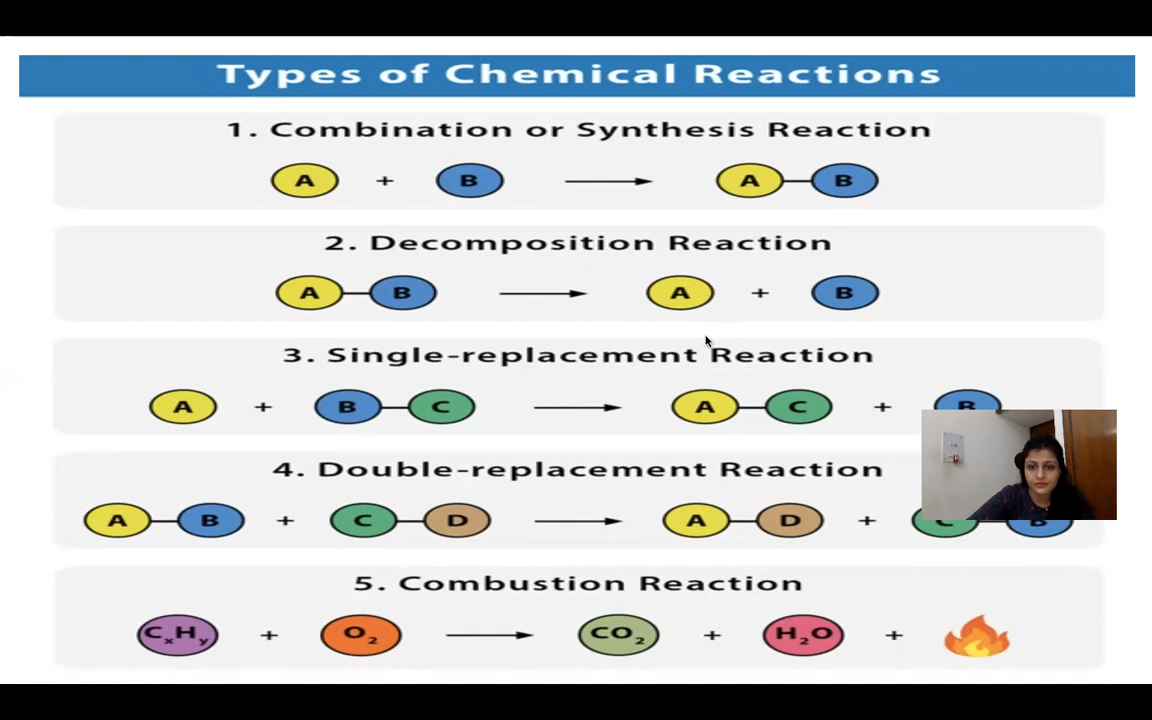 Types of Chemical Reactions
1. Combination or Synthesis Reaction
A + B A B
2. Decomposition Reaction
A B A + B
3. Single-replacement Reaction
A + B C A C + B
4. Double-replacement Reaction
A B + C D A D + C B
5. Combustion Reaction
CxHy + O2 CO2 + H2O +